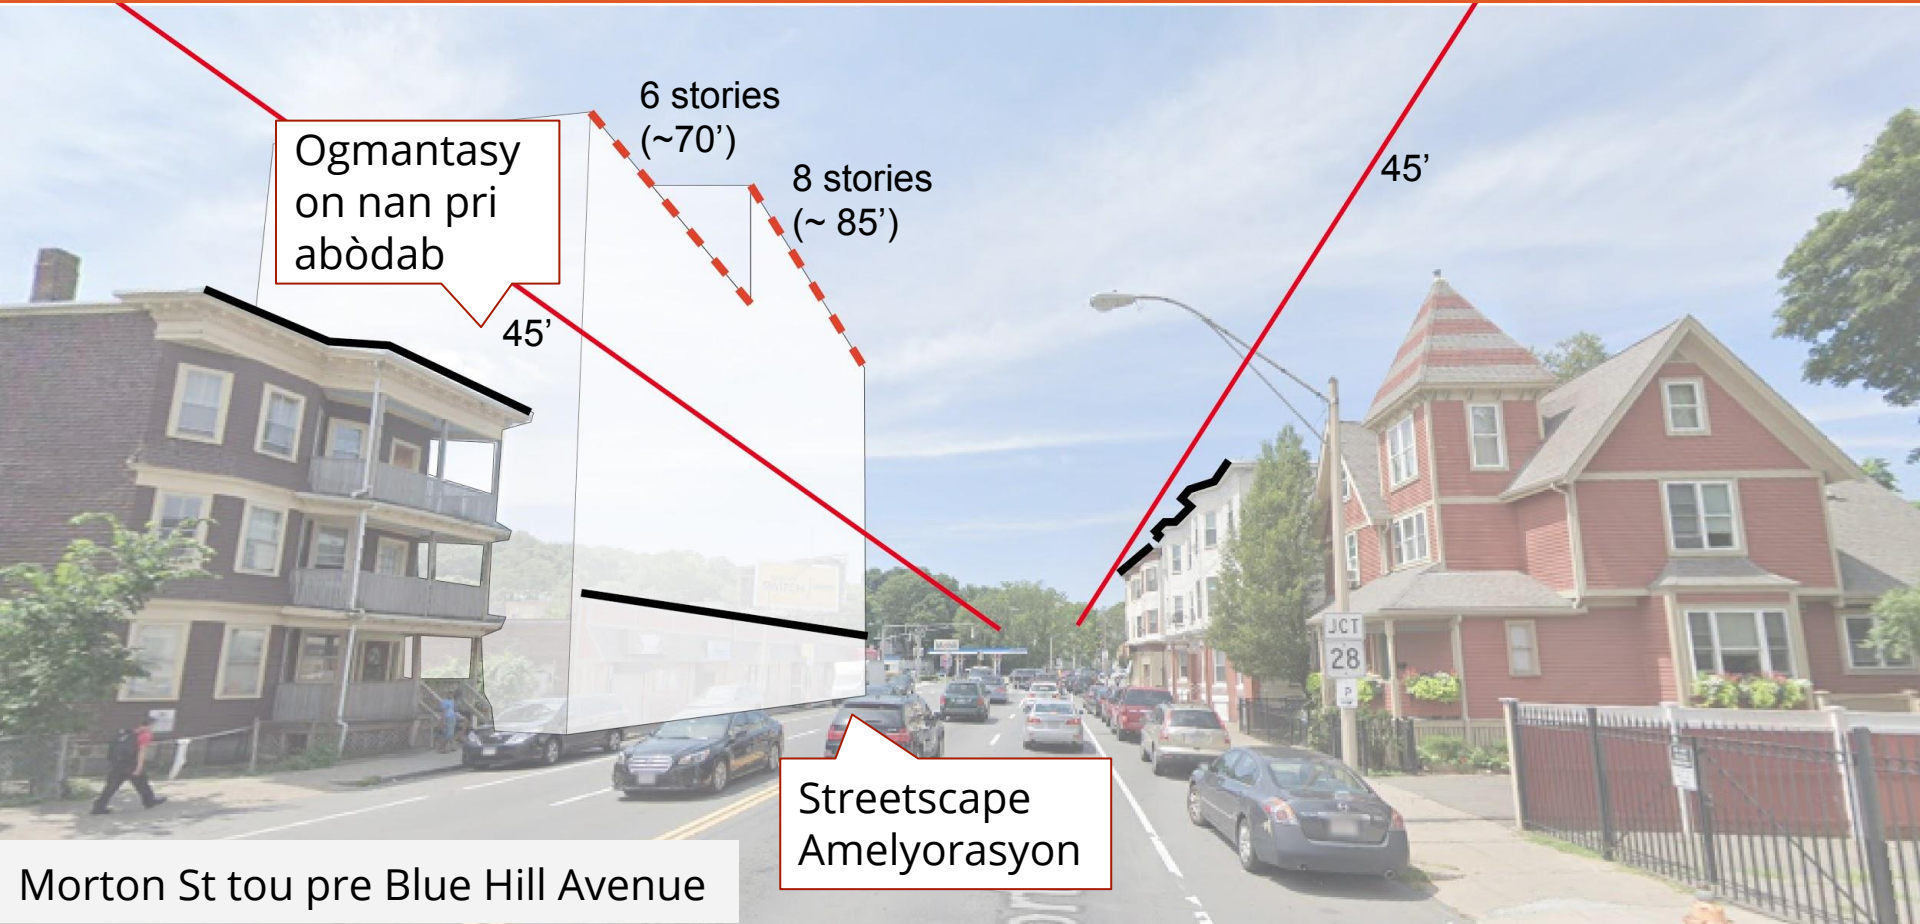 6 stories
(~70’)
Ogmantasy
on nan pri
abòdab
8 stories
(~ 85’)
45’
45’
JCT
28
P
Streetscape
Amelyorasyon
Morton St tou pre Blue Hill Avenue